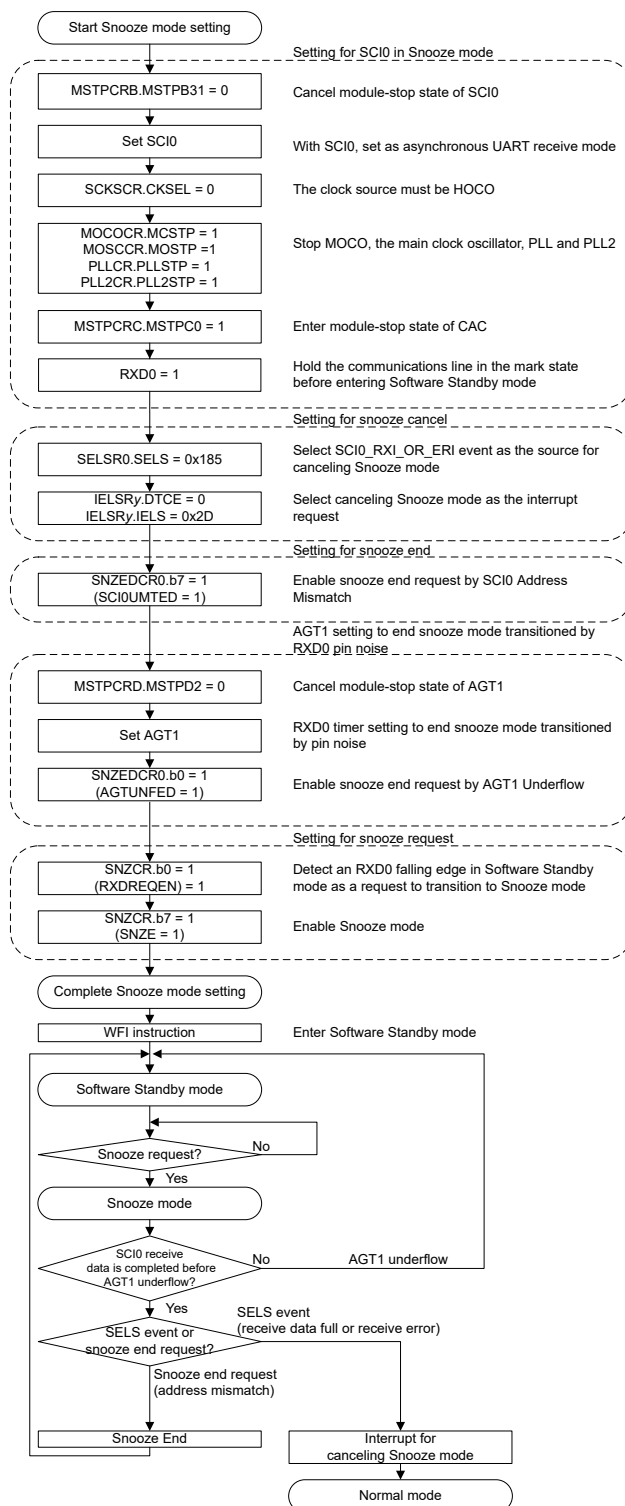 Start Snooze mode setting
Setting for SCI0 in Snooze mode
MSTPCRB.MSTPB31 = 0
Cancel module-stop state of SCI0
Set SCI0
With SCI0, set as asynchronous UART receive mode
SCKSCR.CKSEL = 0
The clock source must be HOCO
MOCOCR.MCSTP = 1
MOSCCR.MOSTP =1
PLLCR.PLLSTP = 1
PLL2CR.PLL2STP = 1
Stop MOCO, the main clock oscillator, PLL and PLL2
MSTPCRC.MSTPC0 = 1
Enter module-stop state of CAC
RXD0 = 1
Hold the communications line in the mark state
before entering Software Standby mode
Setting for snooze cancel
SELSR0.SELS = 0x185
Select SCI0_RXI_OR_ERI event as the source for
canceling Snooze mode
IELSRy.DTCE = 0
IELSRy.IELS = 0x2D
Select canceling Snooze mode as the interrupt
request
Setting for snooze end
SNZEDCR0.b7 = 1
(SCI0UMTED = 1)
Enable snooze end request by SCI0 Address
Mismatch
AGT1 setting to end snooze mode transitioned by
RXD0 pin noise
MSTPCRD.MSTPD2 = 0
Cancel module-stop state of AGT1
Set AGT1
RXD0 timer setting to end snooze mode transitioned
by pin noise
SNZEDCR0.b0 = 1
(AGTUNFED = 1)
Enable snooze end request by AGT1 Underflow
Setting for snooze request
SNZCR.b0 = 1
(RXDREQEN) = 1
Detect an RXD0 falling edge in Software Standby
mode as a request to transition to Snooze mode
SNZCR.b7 = 1
(SNZE = 1)
Enable Snooze mode
Complete Snooze mode setting
WFI instruction
Enter Software Standby mode
Software Standby mode
Snooze request?
No
Yes
Snooze mode
SCI0 receive
data is completed before
AGT1 underflow?
No
AGT1 underflow
Yes
SELS event
(receive data full or receive error)
SELS event or
snooze end request?
Snooze end request
(address mismatch)
Snooze End
Interrupt for
canceling Snooze mode
Normal mode